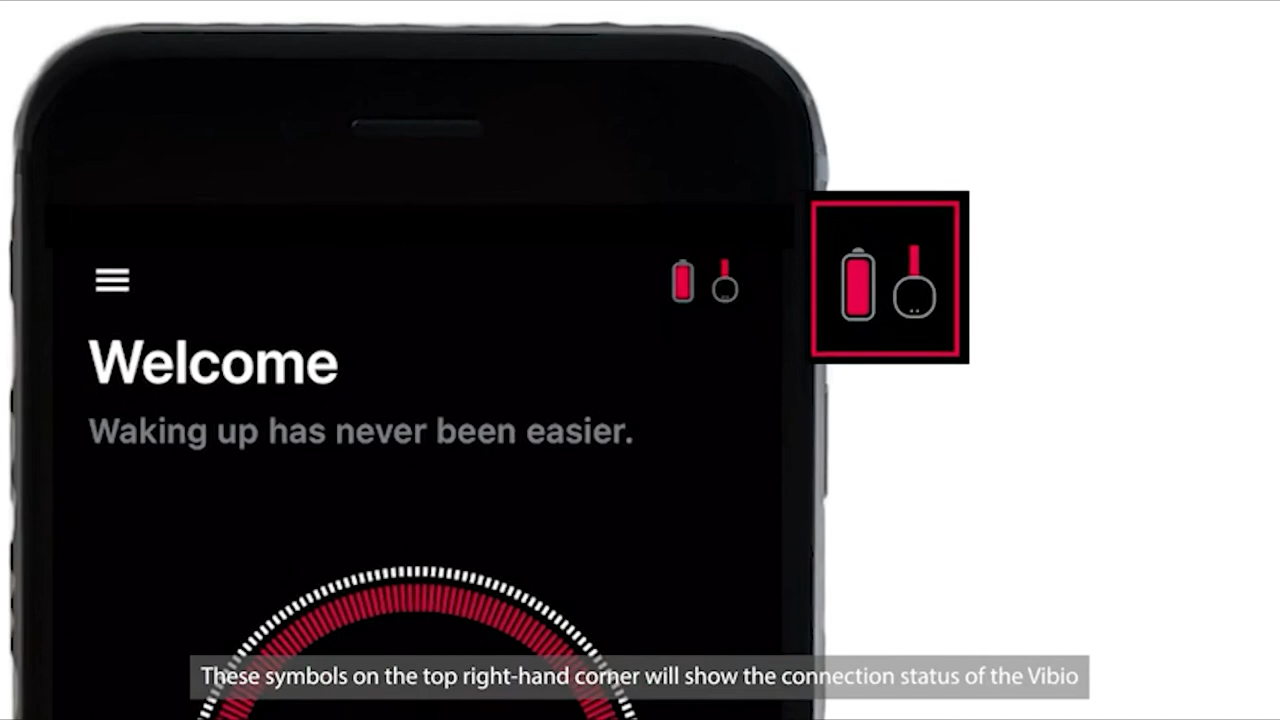 Welcome
Waking up has never been easier.
These symbols on the top right-hand corner will show the connection status of the Vibio